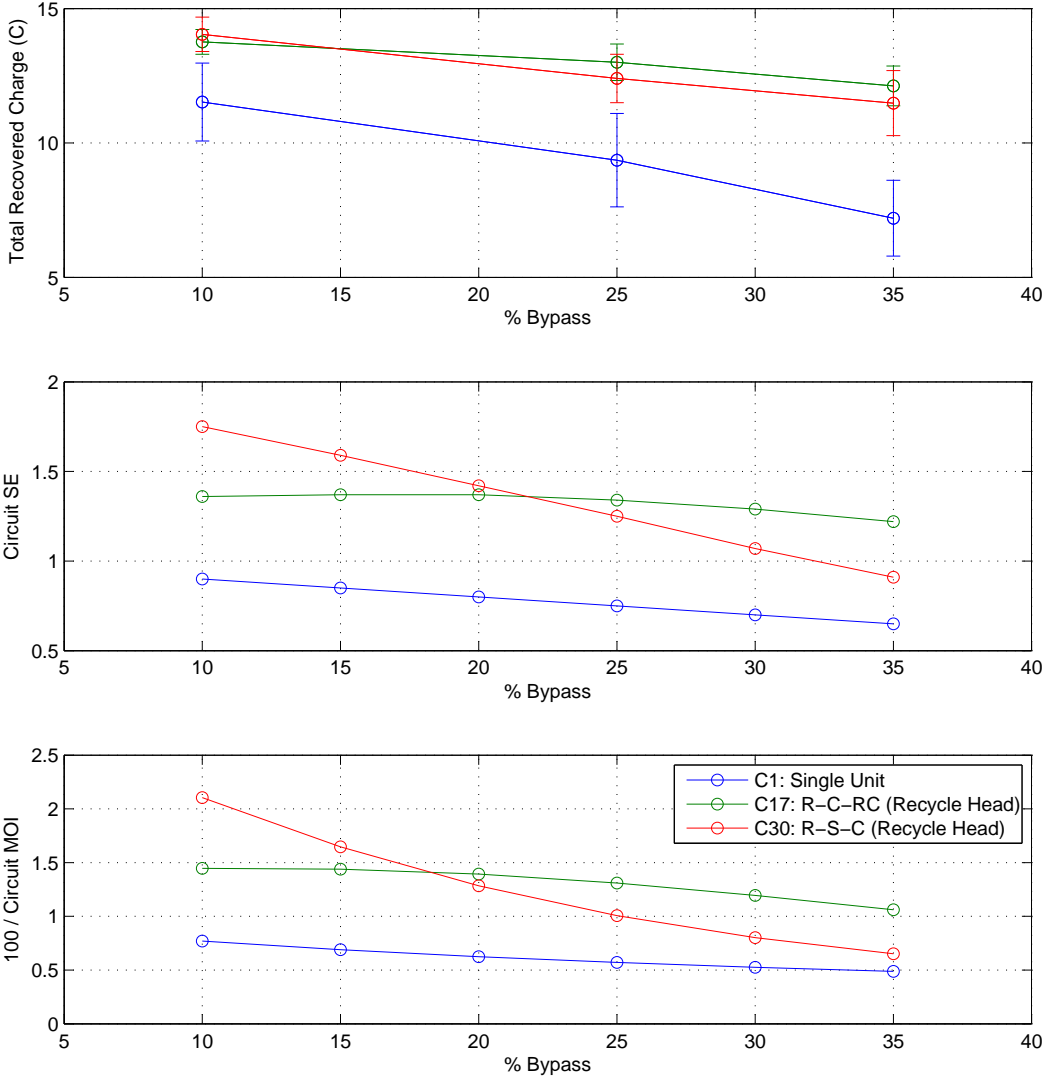 15
10
5
Total Recovered Charge (C)
5 10 15 20 25 30 35 40
% Bypass
2
1.5
1
0.5
Circuit SE
5 10 15 20 25 30 35 40
% Bypass
2.5
2
1.5
1
0.5
0
100 / Circuit MOI
C1: Single Unit
C17: R−C−RC (Recycle Head)
C30: R−S−C (Recycle Head)
5 10 15 20 25 30 35 40
% Bypass